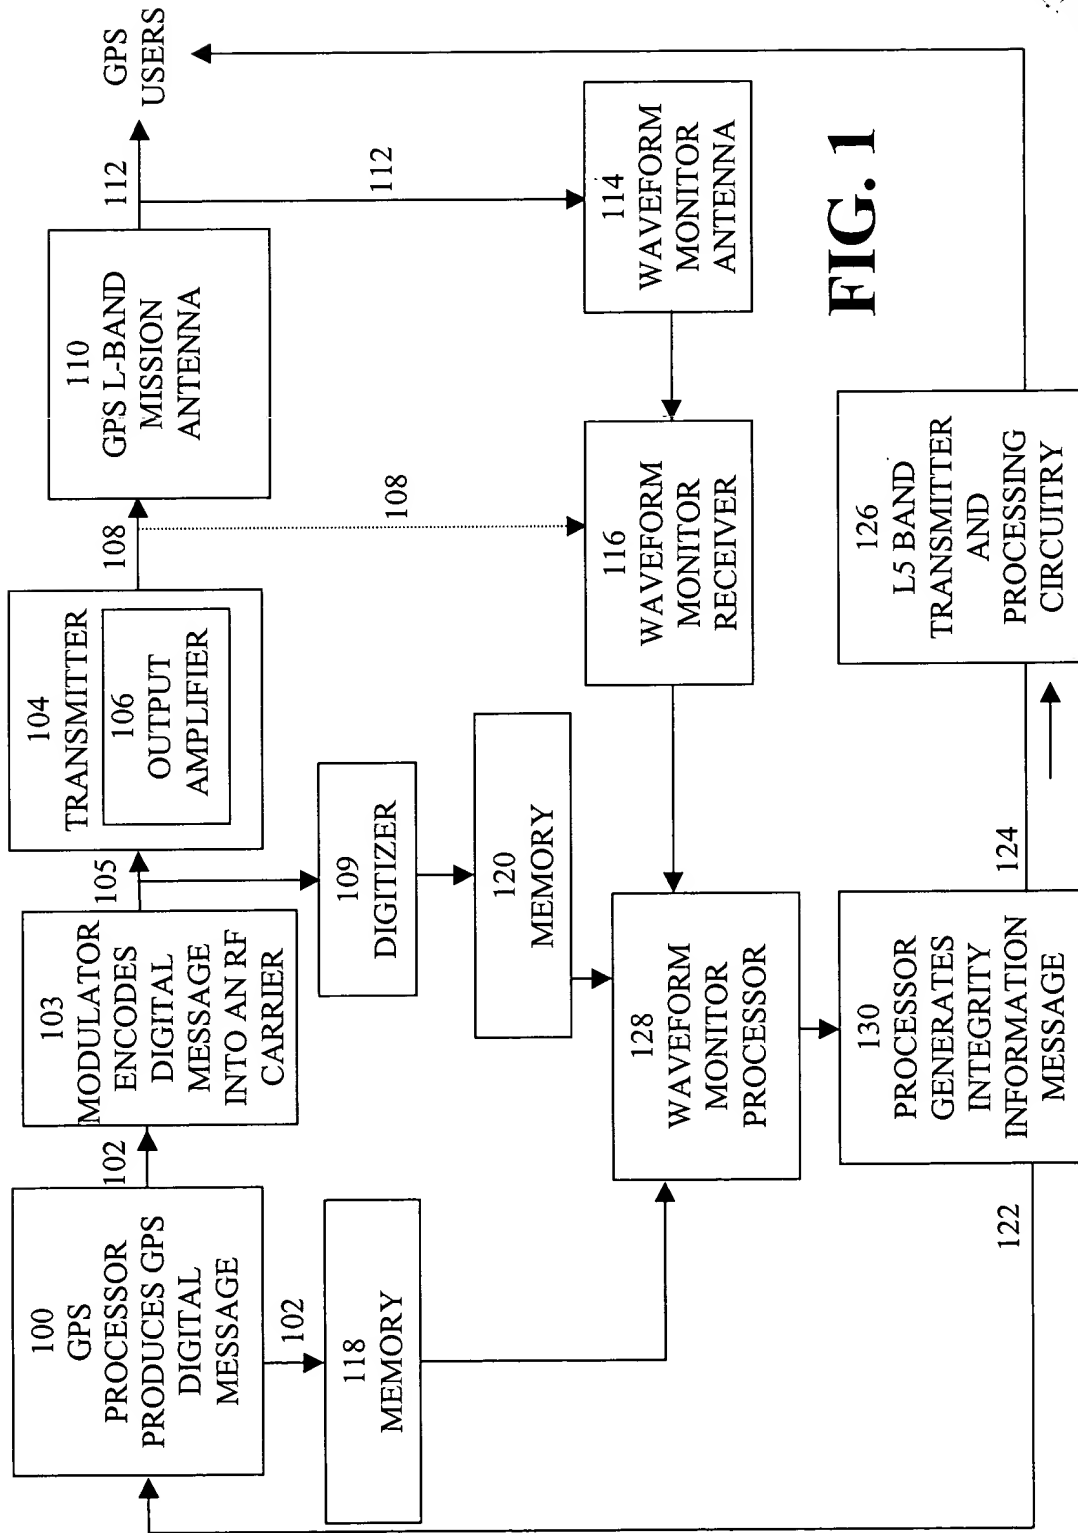 100
GPS
PROCESSOR
PRODUCES GPS
DIGITAL
MESSAGE
102
102
103
MODULATOR
ENCODES
DIGITAL
MESSAGE
INTO AN RF
CARRIER
105
104
TRANSMITTER
106
OUTPUT
AMPLIFIER
108
108
110
GPS L-BAND
MISSION
ANTENNA
112
112
GPS
USERS
118
MEMORY
109
DIGITIZER
120
MEMORY
116
WAVEFORM
MONITOR
RECEIVER
114
WAVEFORM
MONITOR
ANTENNA
128
WAVEFORM
MONITOR
PROCESSOR
122
130
PROCESSOR
GENERATES
INTEGRITY
INFORMATION
MESSAGE
124
126
L5 BAND
TRANSMITTER
AND
PROCESSING
CIRCUITRY
FIG. 1